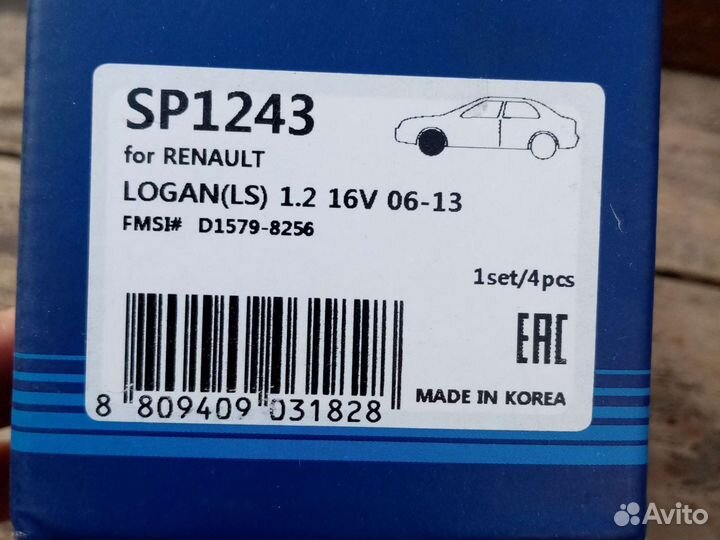 SP1243
for RENAULT
LOGAN(LS) 1.2 16V 06-13
FMSI# D1579-8256
1set/4pcs
EAC
MADE IN KOREA
8 809409 031828
Avito